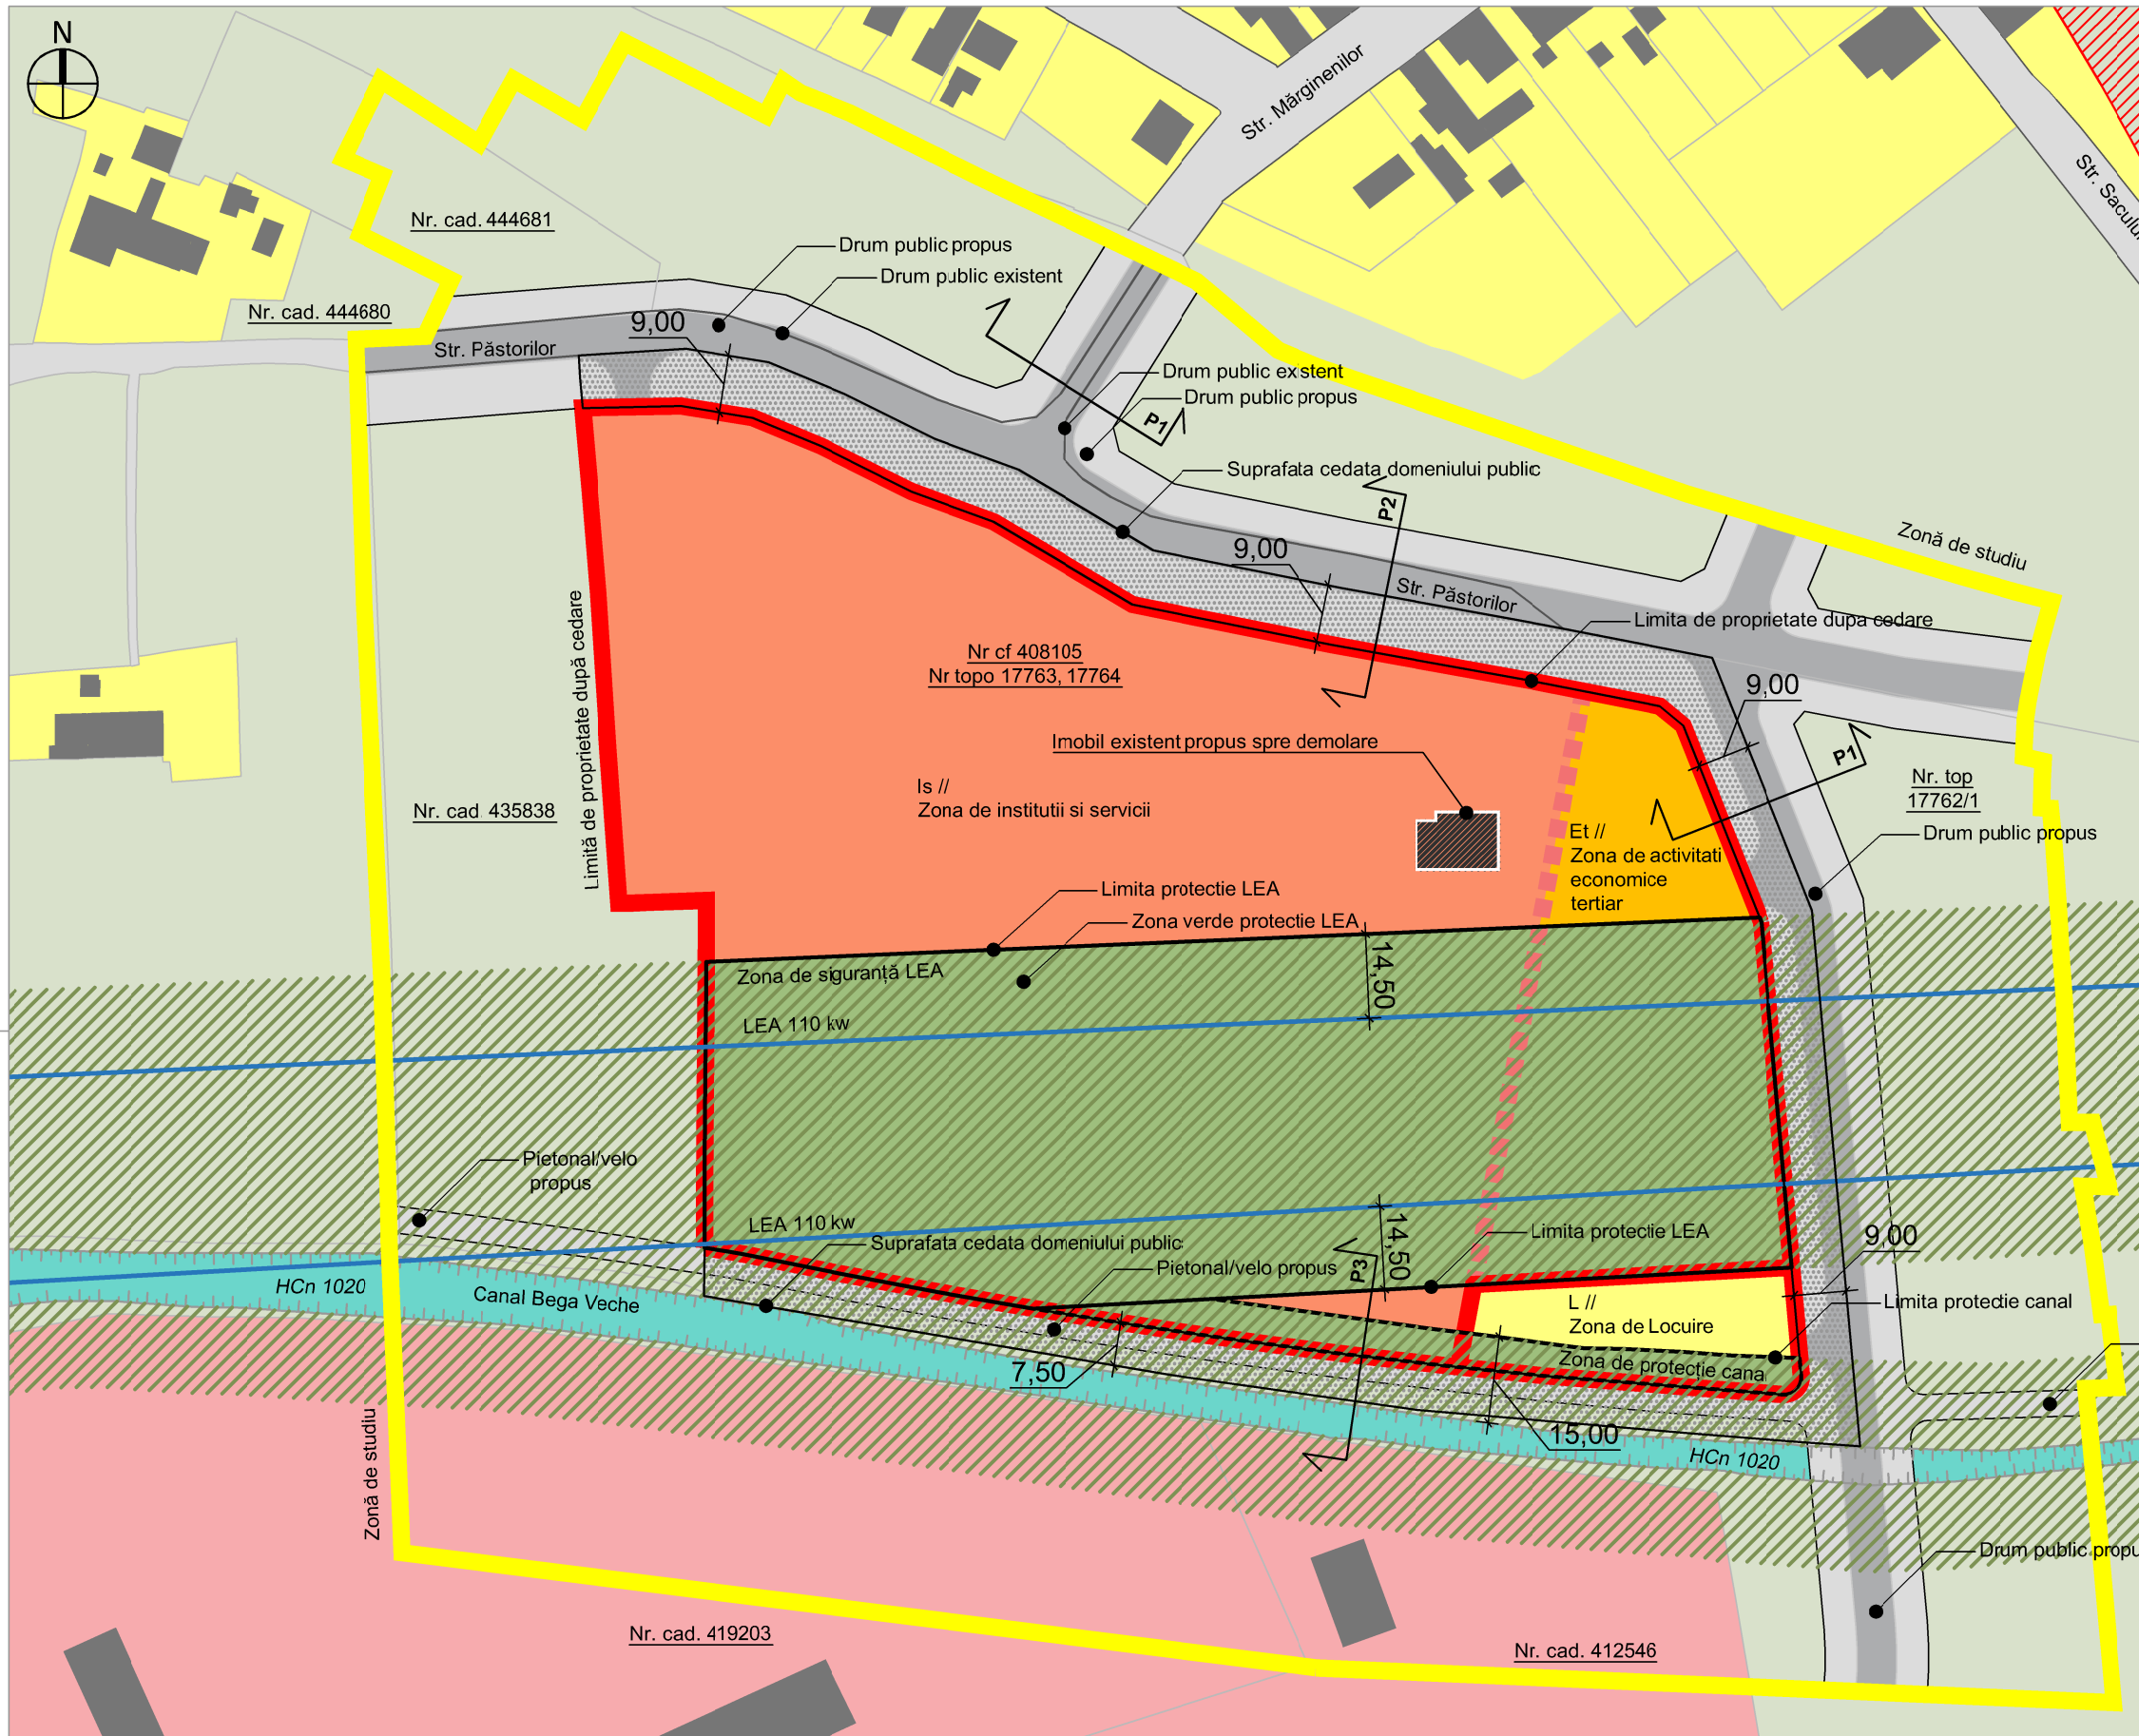 N
Str. Mărginenilor
Str. Saculu
Nr. cad. 444681
Drum public propus
Drum public existent
Nr. cad. 444680
9,00
Str. Păstorilor
Drum public existent
Drum public propus
P1
Suprafata cedata domeniului public
P2
Zonă de studiu
9,00
Str. Păstorilor
Limita de proprietate dupa cedare
Nr cf 408105
Nr topo 17763, 17764
9,00
Imobil existent propus spre demolare
P1
Limită de proprietate după cedare
Is //
Zona de institutii si servicii
Nr. top
17762/1
Nr. cad. 435838
Et //
Zona de activitati
economice
tertiar
Drum public propus
Limita protectie LEA
Zona verde protectie LEA
14,50
Zona de siguranță LEA
LEA 110 kw
Pietonal/velo
propus
LEA 110 kw
Suprafata cedata domeniului public
14,50
Limita protectie LEA
9,00
Pietonal/velo propus
P3
HCn 1020
Canal Bega Veche
L //
Zona de Locuire
Limita protectie canal
7,50
Zona de protecție canal
15,00
HCn 1020
Zonă de studiu
Drum public propu
Nr. cad. 419203
Nr. cad. 412546